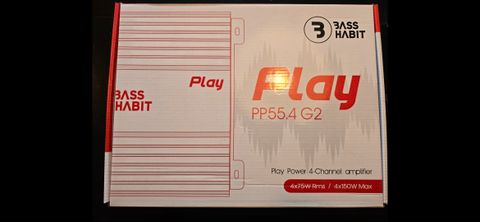 BASS
HABIT
Play
PP55.4 G2
Play
BASS
HABIT
Play Power 4-Channel amplifier
4x75W Rms / 4x150W Max